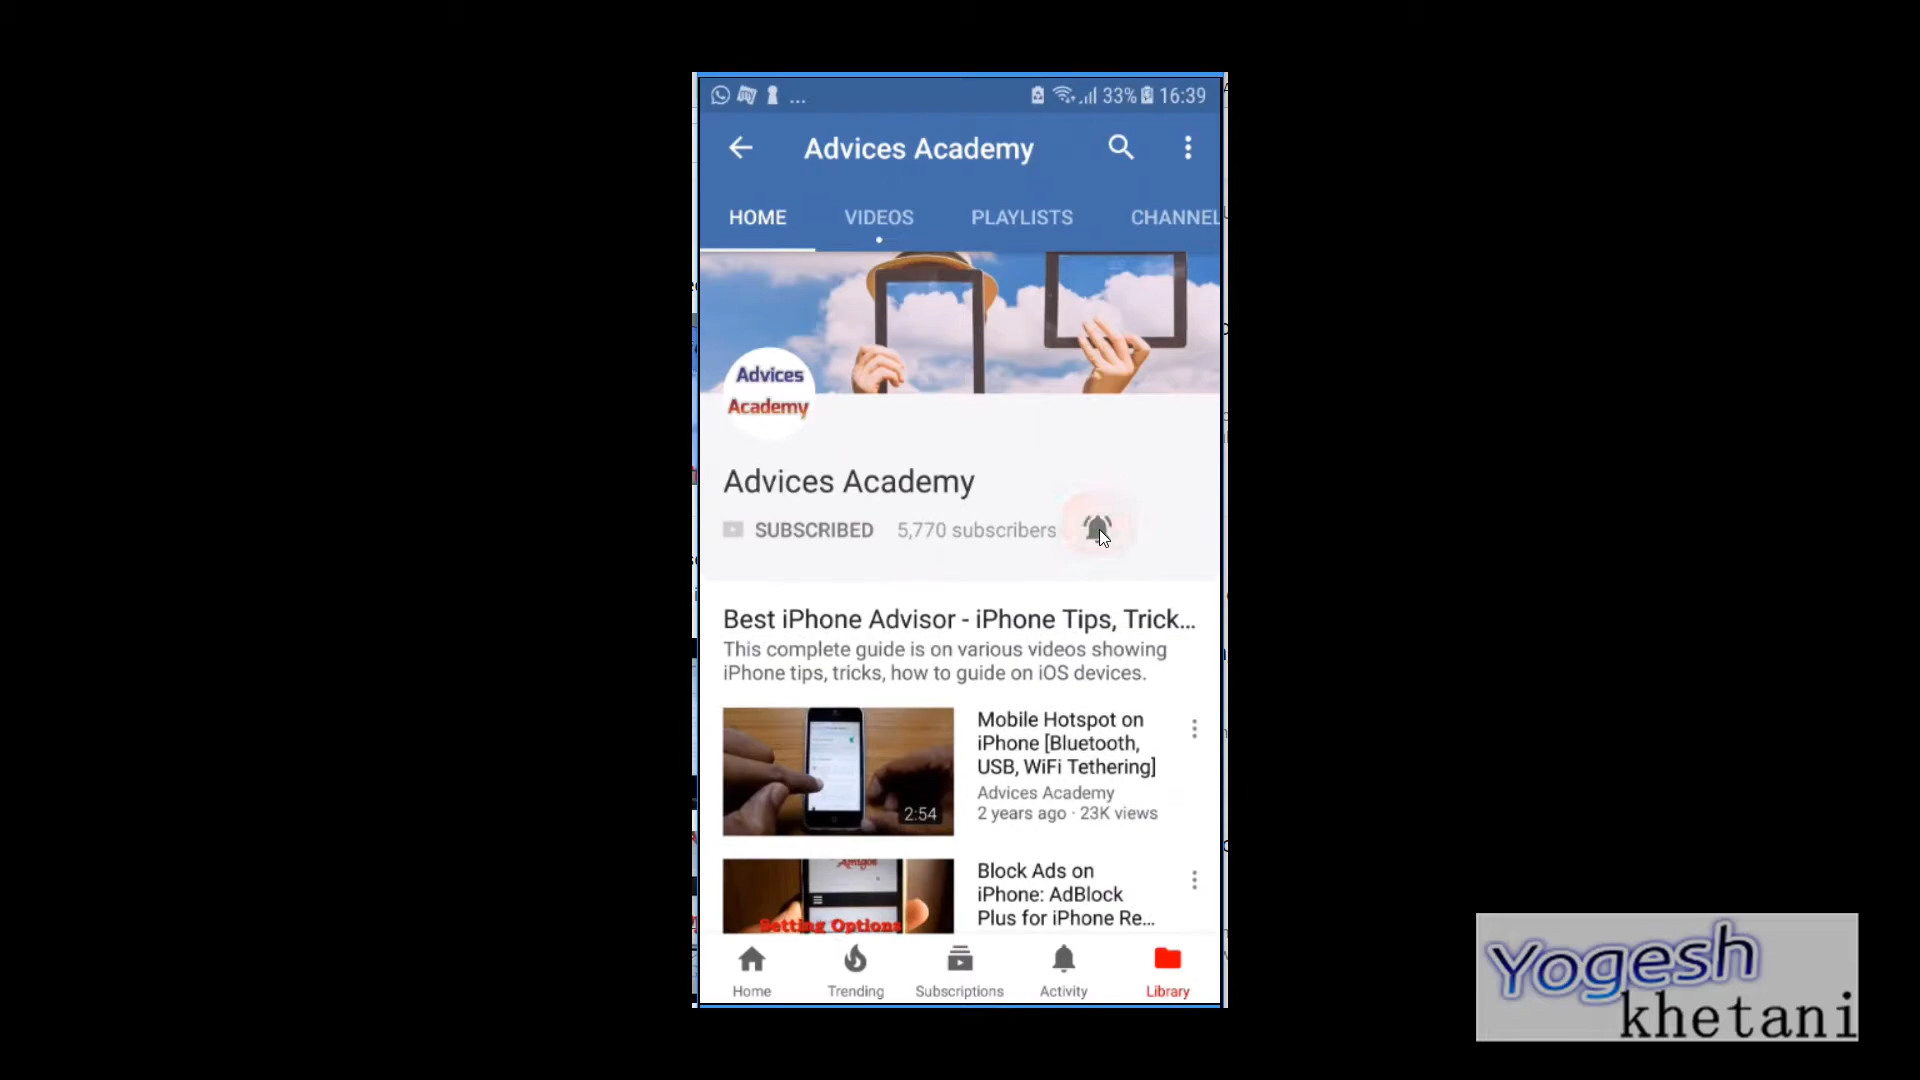 ... 33% 16:39
Advices Academy
HOME VIDEOS PLAYLISTS CHANNEL
Advices
Academy
Advices Academy
SUBSCRIBED 5,770 subscribers
Best iPhone Advisor - iPhone Tips, Trick...
This complete guide is on various videos showing
iPhone tips, tricks, how to guide on iOS devices.
Mobile Hotspot on
iPhone [Bluetooth,
USB, WiFi Tethering]
Advices Academy
2 years ago · 23K views
2:54
Block Ads on
iPhone: AdBlock
Plus for iPhone Re...
Amigos
Setting Options
Home Trending Subscriptions Activity Library
Yogesh
khetani